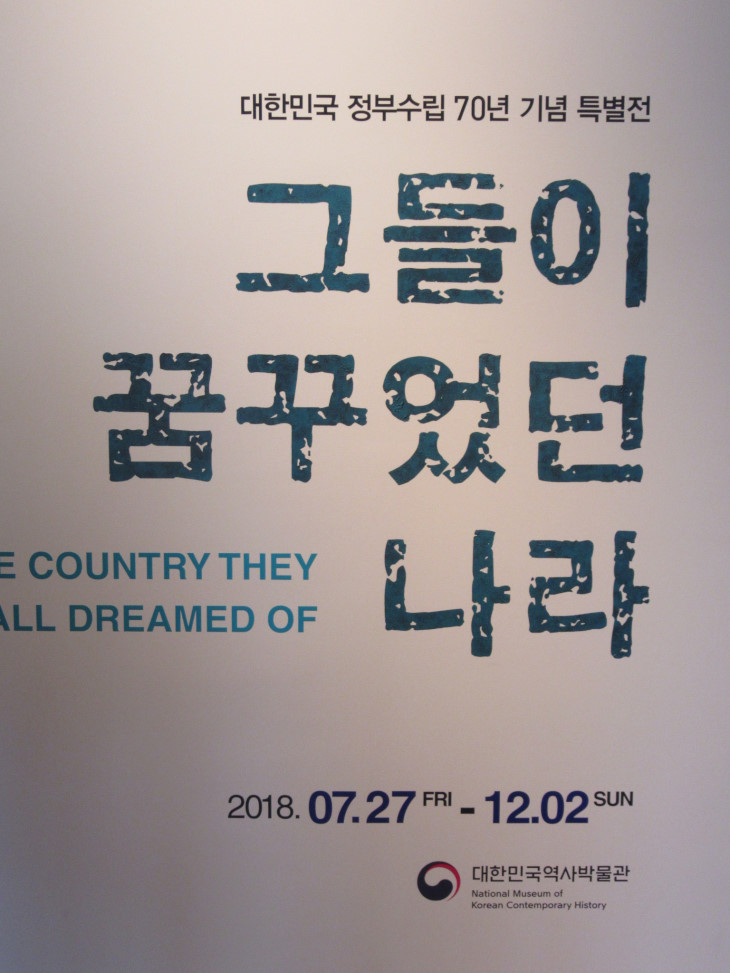 대한민국 정부수립 70년 기념 특별전
그들이
꿈꾸었던
나라
E COUNTRY THEY
ALL DREAMED OF
2018. 07.27 FRI - 12.02 SUN
대한민국역사박물관
National Museum of
Korean Contemporary History